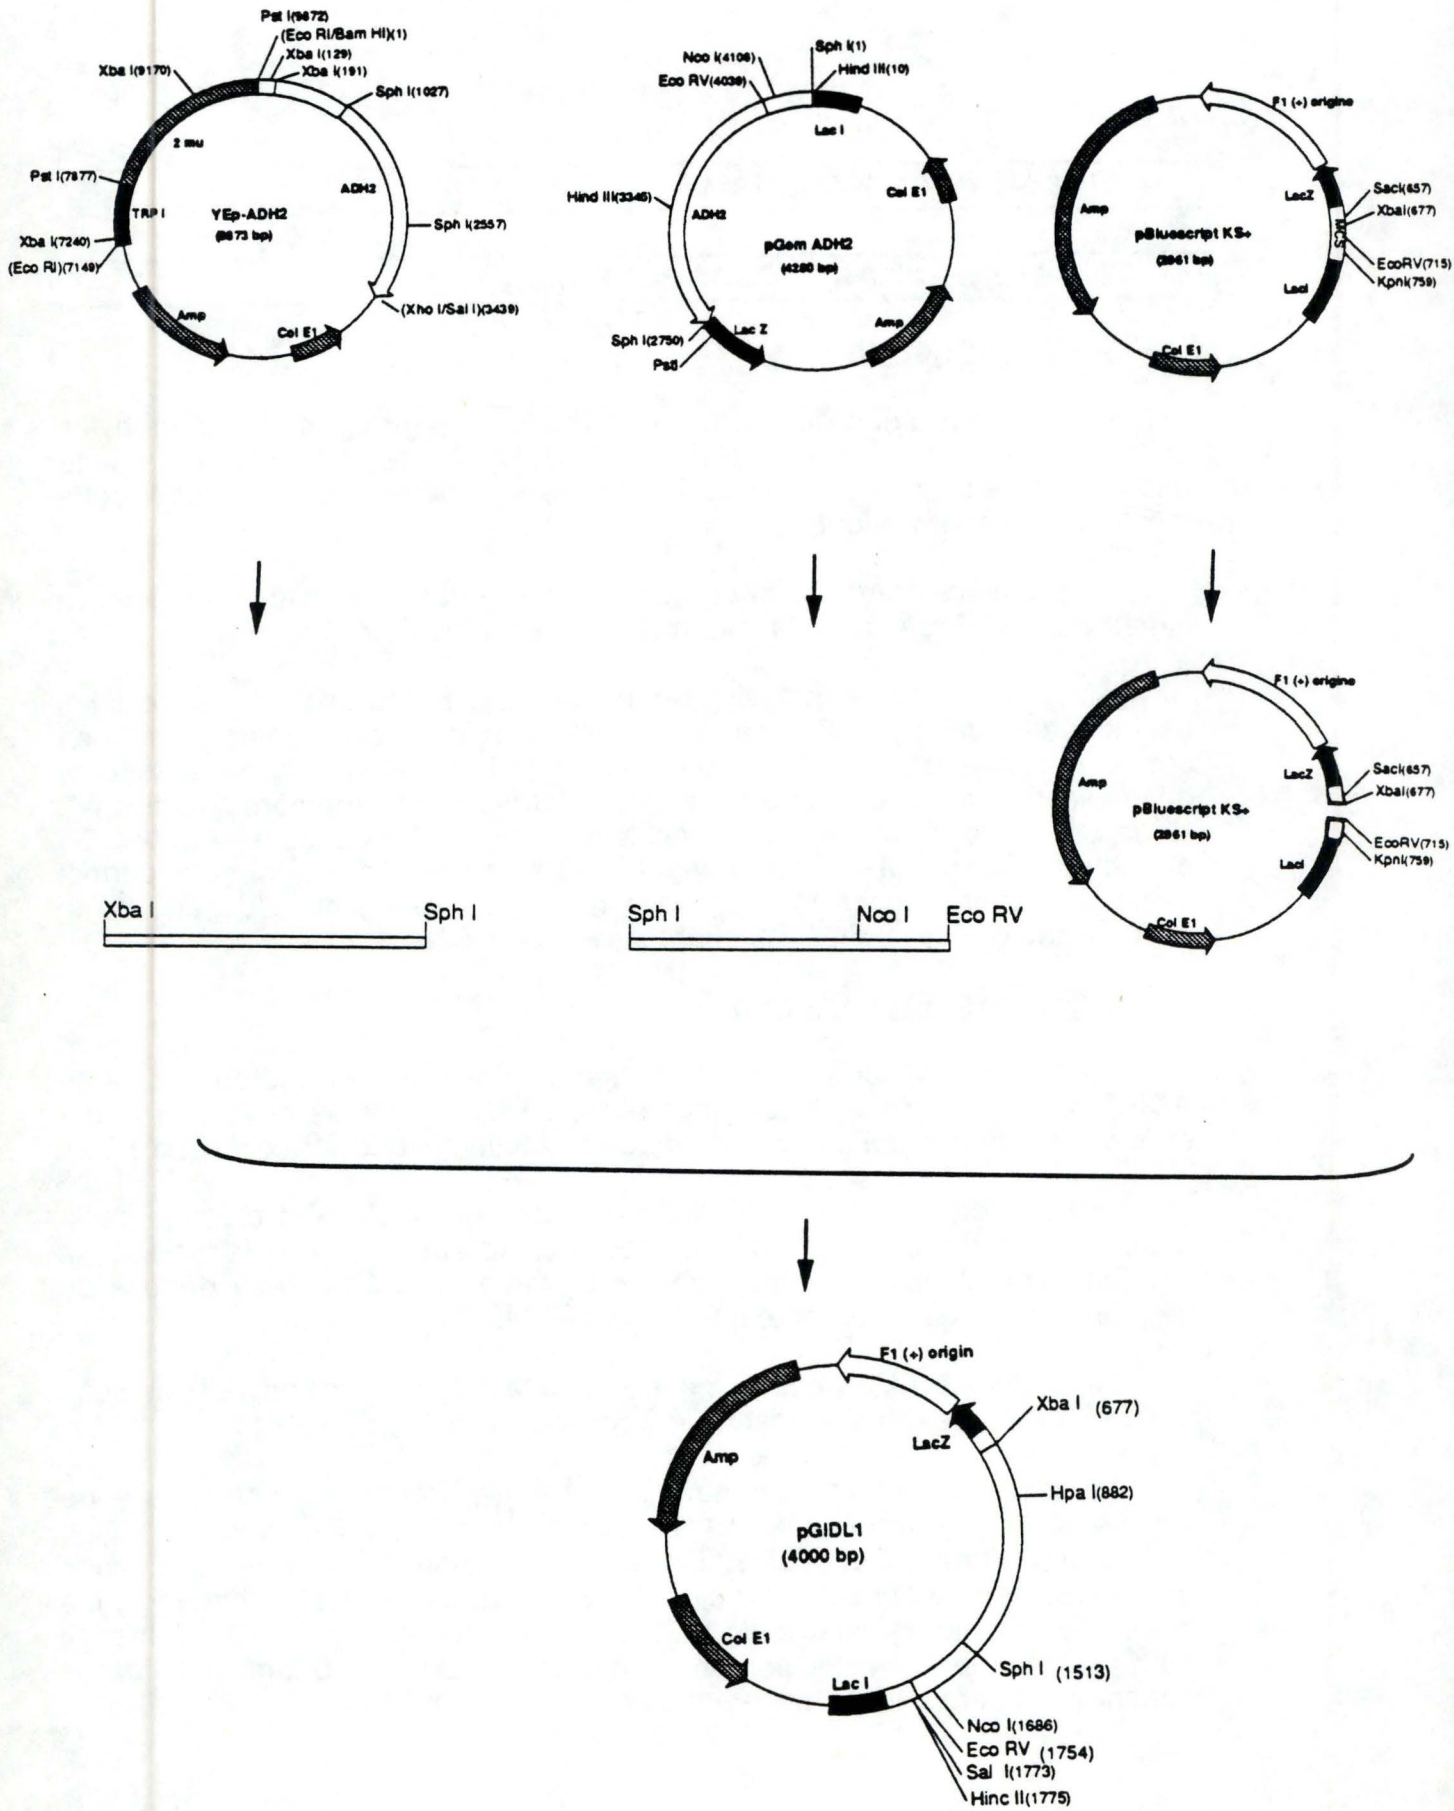 Pst I(9672)
(Eco RI/Bam HI)(1)
Xba I(129)
Xba I(191)
Xba I(9170)
Sph I(1027)
2 mu
Pst I(7877)
ADH2
TRP I
YEp-ADH2
Xba I(7240)
Sph I(2557)
(Eco RI)(7149)
(Xho I/Sal I)(3439)
Amp
Col E1
Sph I(1)
Nco I(4106)
Hind III(10)
Eco RV(4039)
Lac I
Col E1
Hind III(3345)
ADH2
pGem ADH2
(4280 bp)
Amp
Sph I(2750)
Lac Z
PstI
F1 (+) origine
Amp
LacZ
SacI(657)
XbaI(677)
MCS
pBluescript KS+
(2961 bp)
EcoRV(715)
KpnI(759)
LacI
Col E1
F1 (+) origine
LacZ
SacI(657)
XbaI(677)
Amp
pBluescript KS+
(2961 bp)
EcoRV(715)
KpnI(759)
LacI
Col E1
Xba I
Sph I
Sph I
Nco I
Eco RV
F1 (+) origin
Xba I (677)
LacZ
Amp
Hpa I(882)
pGIDL1
(4000 bp)
Col E1
Sph I (1513)
Lac I
Nco I(1686)
Eco RV (1754)
Sal I(1773)
Hinc II(1775)